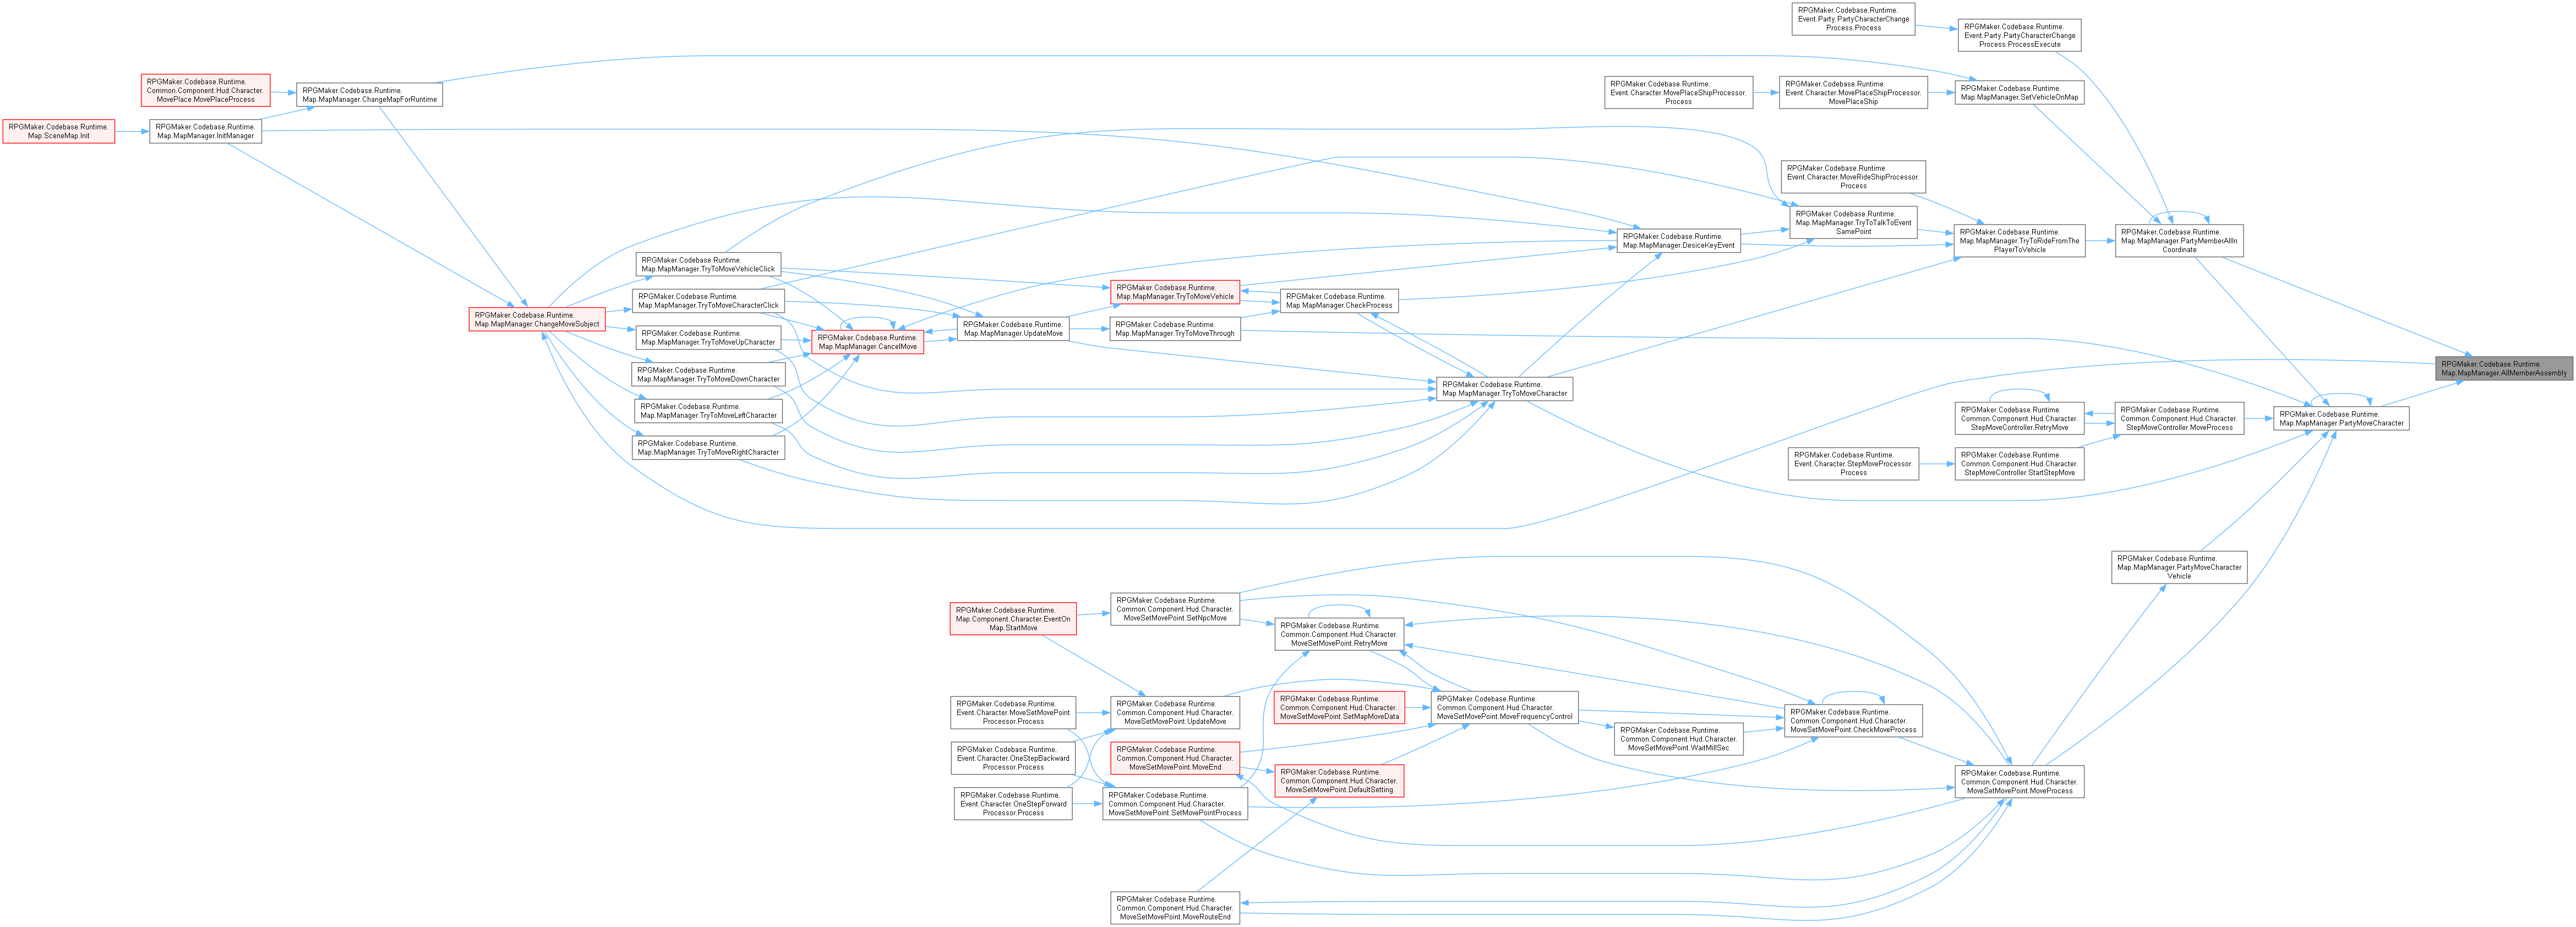 RPGMaker.Codebase.Runtime.
Event.Party.PartyCharacterChange
Process.Process
RPGMaker.Codebase.Runtime.
Event.Party.PartyCharacterChange
Process.ProcessExecute
RPGMaker.Codebase.Runtime.
Common.Component.Hud.Character.
MovePlace.MovePlaceProcess
RPGMaker.Codebase.Runtime.
Map.MapManager.ChangeMapForRuntime
RPGMaker.Codebase.Runtime.
Event.Character.MovePlaceShipProcessor.
Process
RPGMaker.Codebase.Runtime.
Event.Character.MovePlaceShipProcessor.
MovePlaceShip
RPGMaker.Codebase.Runtime.
Map.MapManager.SetVehicleOnMap
RPGMaker.Codebase.Runtime.
Map.SceneMap.Init
RPGMaker.Codebase.Runtime.
Map.MapManager.InitManager
RPGMaker.Codebase.Runtime.
Event.Character.MoveRideShipProcessor.
Process
RPGMaker.Codebase.Runtime.
Map.MapManager.TryToTalkToEvent
SamePoint
RPGMaker.Codebase.Runtime.
Map.MapManager.DesiceKeyEvent
RPGMaker.Codebase.Runtime.
Map.MapManager.TryToRideFromThe
PlayerToVehicle
RPGMaker.Codebase.Runtime.
Map.MapManager.PartyMemberAllIn
Coordinate
RPGMaker.Codebase.Runtime.
Map.MapManager.TryToMoveVehicleClick
RPGMaker.Codebase.Runtime.
Map.MapManager.TryToMoveVehicle
RPGMaker.Codebase.Runtime.
Map.MapManager.CheckProcess
RPGMaker.Codebase.Runtime.
Map.MapManager.TryToMoveCharacterClick
RPGMaker.Codebase.Runtime.
Map.MapManager.ChangeMoveSubject
RPGMaker.Codebase.Runtime.
Map.MapManager.TryToMoveUpCharacter
RPGMaker.Codebase.Runtime.
Map.MapManager.CancelMove
RPGMaker.Codebase.Runtime.
Map.MapManager.UpdateMove
RPGMaker.Codebase.Runtime.
Map.MapManager.TryToMoveThrough
RPGMaker.Codebase.Runtime.
Map.MapManager.TryToMoveDownCharacter
RPGMaker.Codebase.Runtime.
Map.MapManager.AllMemberAssembly
RPGMaker.Codebase.Runtime.
Map.MapManager.TryToMoveCharacter
RPGMaker.Codebase.Runtime.
Map.MapManager.TryToMoveLeftCharacter
RPGMaker.Codebase.Runtime.
Common.Component.Hud.Character.
StepMoveController.RetryMove
RPGMaker.Codebase.Runtime.
Common.Component.Hud.Character.
StepMoveController.MoveProcess
RPGMaker.Codebase.Runtime.
Map.MapManager.PartyMoveCharacter
RPGMaker.Codebase.Runtime.
Map.MapManager.TryToMoveRightCharacter
RPGMaker.Codebase.Runtime.
Event.Character.StepMoveProcessor.
Process
RPGMaker.Codebase.Runtime.
Common.Component.Hud.Character.
StepMoveController.StartStepMove
RPGMaker.Codebase.Runtime.
Map.MapManager.PartyMoveCharacter
Vehicle
RPGMaker.Codebase.Runtime.
Map.Component.Character.EventOn
Map.StartMove
RPGMaker.Codebase.Runtime.
Common.Component.Hud.Character.
MoveSetMovePoint.SetNpcMove
RPGMaker.Codebase.Runtime.
Common.Component.Hud.Character.
MoveSetMovePoint.RetryMove
RPGMaker.Codebase.Runtime.
Event.Character.MoveSetMovePoint
Processor.Process
RPGMaker.Codebase.Runtime.
Common.Component.Hud.Character.
MoveSetMovePoint.UpdateMove
RPGMaker.Codebase.Runtime.
Common.Component.Hud.Character.
MoveSetMovePoint.SetMapMoveData
RPGMaker.Codebase.Runtime.
Common.Component.Hud.Character.
MoveSetMovePoint.MoveFrequencyControl
RPGMaker.Codebase.Runtime.
Common.Component.Hud.Character.
MoveSetMovePoint.WaitMillSec
RPGMaker.Codebase.Runtime.
Common.Component.Hud.Character.
MoveSetMovePoint.CheckMoveProcess
RPGMaker.Codebase.Runtime.
Event.Character.OneStepBackward
Processor.Process
RPGMaker.Codebase.Runtime.
Common.Component.Hud.Character.
MoveSetMovePoint.MoveEnd
RPGMaker.Codebase.Runtime.
Common.Component.Hud.Character.
MoveSetMovePoint.DefaultSetting
RPGMaker.Codebase.Runtime.
Common.Component.Hud.Character.
MoveSetMovePoint.MoveProcess
RPGMaker.Codebase.Runtime.
Event.Character.OneStepForward
Processor.Process
RPGMaker.Codebase.Runtime.
Common.Component.Hud.Character.
MoveSetMovePoint.SetMovePointProcess
RPGMaker.Codebase.Runtime.
Common.Component.Hud.Character.
MoveSetMovePoint.MoveRouteEnd